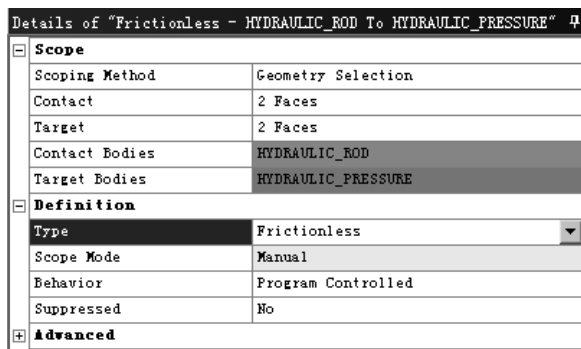 Details of "Frictionless - HYDRAULIC_ROD To HYDRAULIC_PRESSURE"
Scope
Scoping Method Geometry Selection
Contact 2 Faces
Target 2 Faces
Contact Bodies HYDRAULIC_ROD
Target Bodies HYDRAULIC_PRESSURE
Definition
Type Frictionless
Scope Mode Manual
Behavior Program Controlled
Suppressed No
Advanced